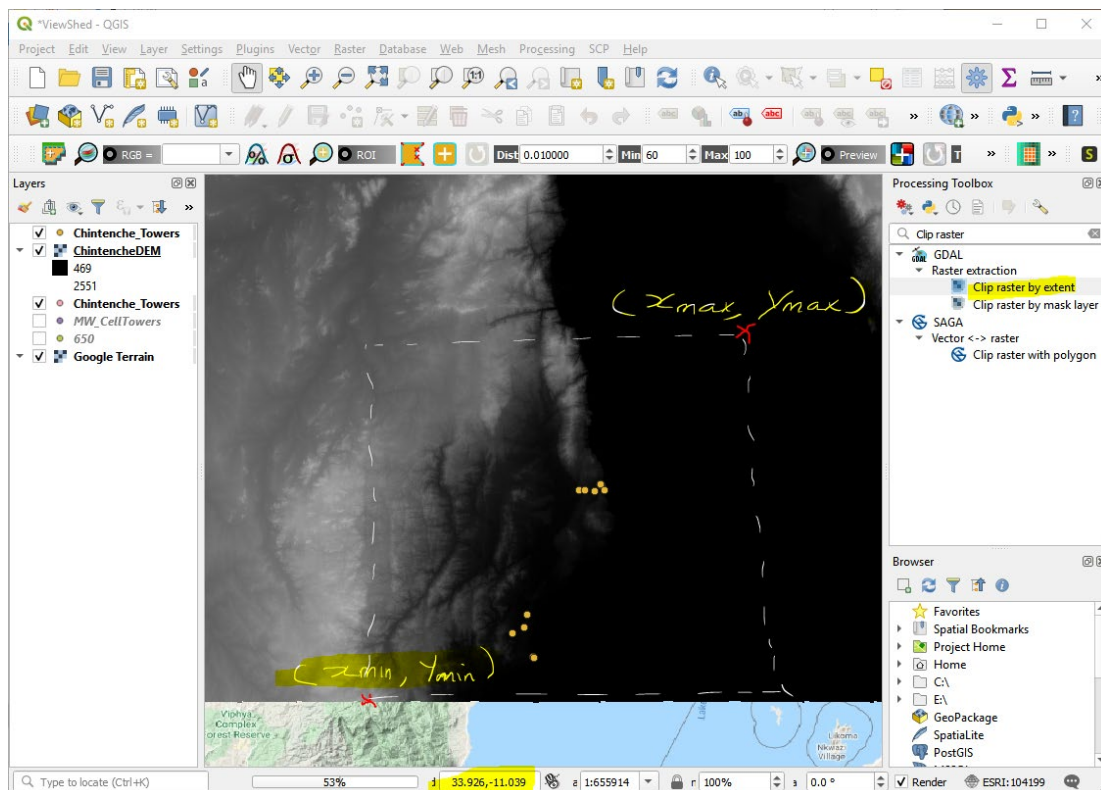 *ViewShed - QGIS
Project Edit View Layer Settings Plugins Vector Raster Database Web Mesh Processing SCP Help
RGB = ROI Dist 0.010000 Min 60 Max 100 Preview T S
Layers
Chintenche_Towers
ChintencheDEM
469
2551
Chintenche_Towers
MW_CellTowers
650
Google Terrain
(xmax, ymax)
(xmin, ymin)
Viphya
Complex
orest Reserve
Lake
Likoma
Nkwazi
Village
Processing Toolbox
Clip raster
GDAL
Raster extraction
Clip raster by extent
Clip raster by mask layer
SAGA
Vector <-> raster
Clip raster with polygon
Browser
Favorites
Spatial Bookmarks
Project Home
Home
C:\
E:\
GeoPackage
SpatiaLite
PostGIS
Type to locate (Ctrl+K) 53% 33.926,-11.039 a 1:655914 r 100% s 0.0 ° Render ESRI:104199